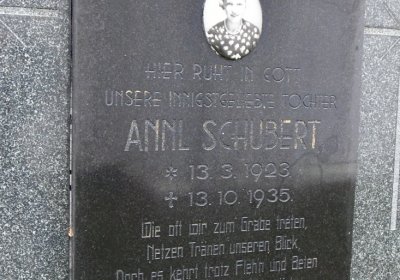 HIER RUHT IN GOTT
UNSERE INNIGSTGELIEBTE TOCHTER
ANNL SCHUBERT
* 13. 3. 1923
✝ 13. 10. 1935.
Wie oft wir zum Grabe treten,
Netzen Tränen unseren Blick,
Doch es kehrt trotz Flehn und Beten